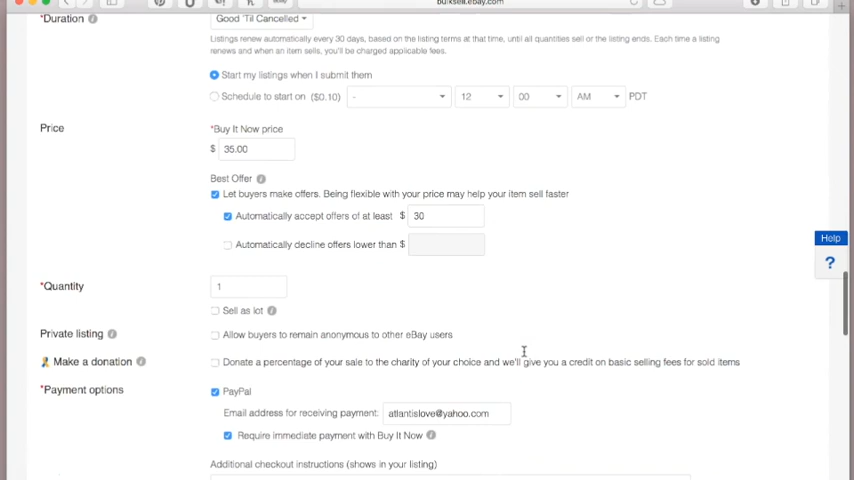 bulksell.ebay.com
*Duration
Good 'Til Cancelled
Listings renew automatically every 30 days, based on the listing terms at that time, until all quantities sell or the listing ends. Each time a listing
renews and when an item sells, you'll be charged applicable fees.
Start my listings when I submit them
Schedule to start on ($0.10) - 12 00 AM PDT
Price
*Buy It Now price
$ 35.00
Best Offer
Let buyers make offers. Being flexible with your price may help your item sell faster
Automatically accept offers of at least $ 30
Automatically decline offers lower than $
Help
?
*Quantity 1
Sell as lot
Private listing Allow buyers to remain anonymous to other eBay users
Make a donation Donate a percentage of your sale to the charity of your choice and we'll give you a credit on basic selling fees for sold items
*Payment options PayPal
Email address for receiving payment: atlantislove@yahoo.com
Require immediate payment with Buy It Now
Additional checkout instructions (shows in your listing)